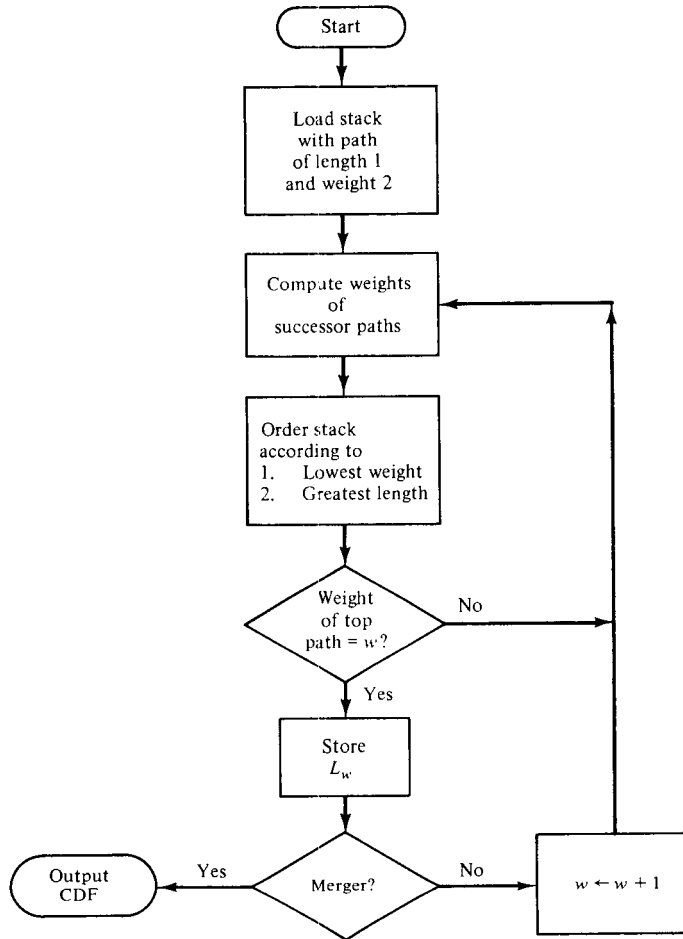 Start
Load stack
with path
of length 1
and weight 2
Compute weights
of
successor paths
Order stack
according to
1. Lowest weight
2. Greatest length
Weight
of top
path = w?
No
Yes
Store
L_w
Merger?
Yes
Output
CDF
No
w ← w + 1